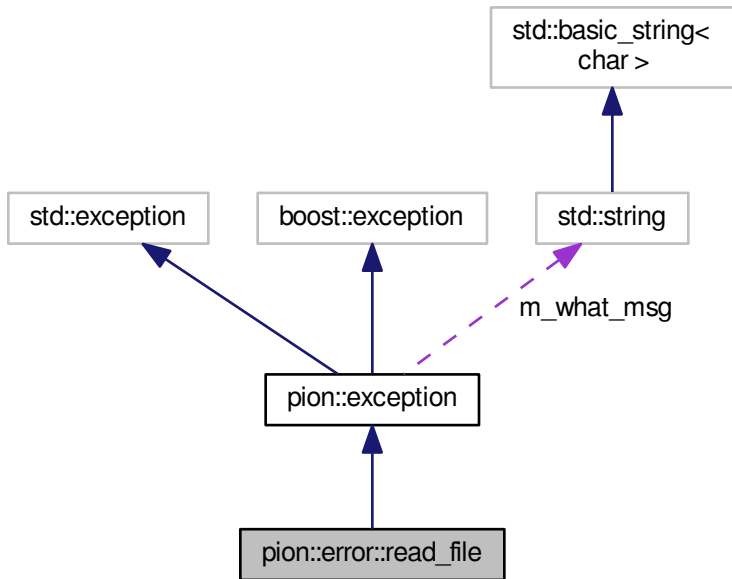 std::basic_string<
char >
std::exception
boost::exception
std::string
m_what_msg
pion::exception
pion::error::read_file